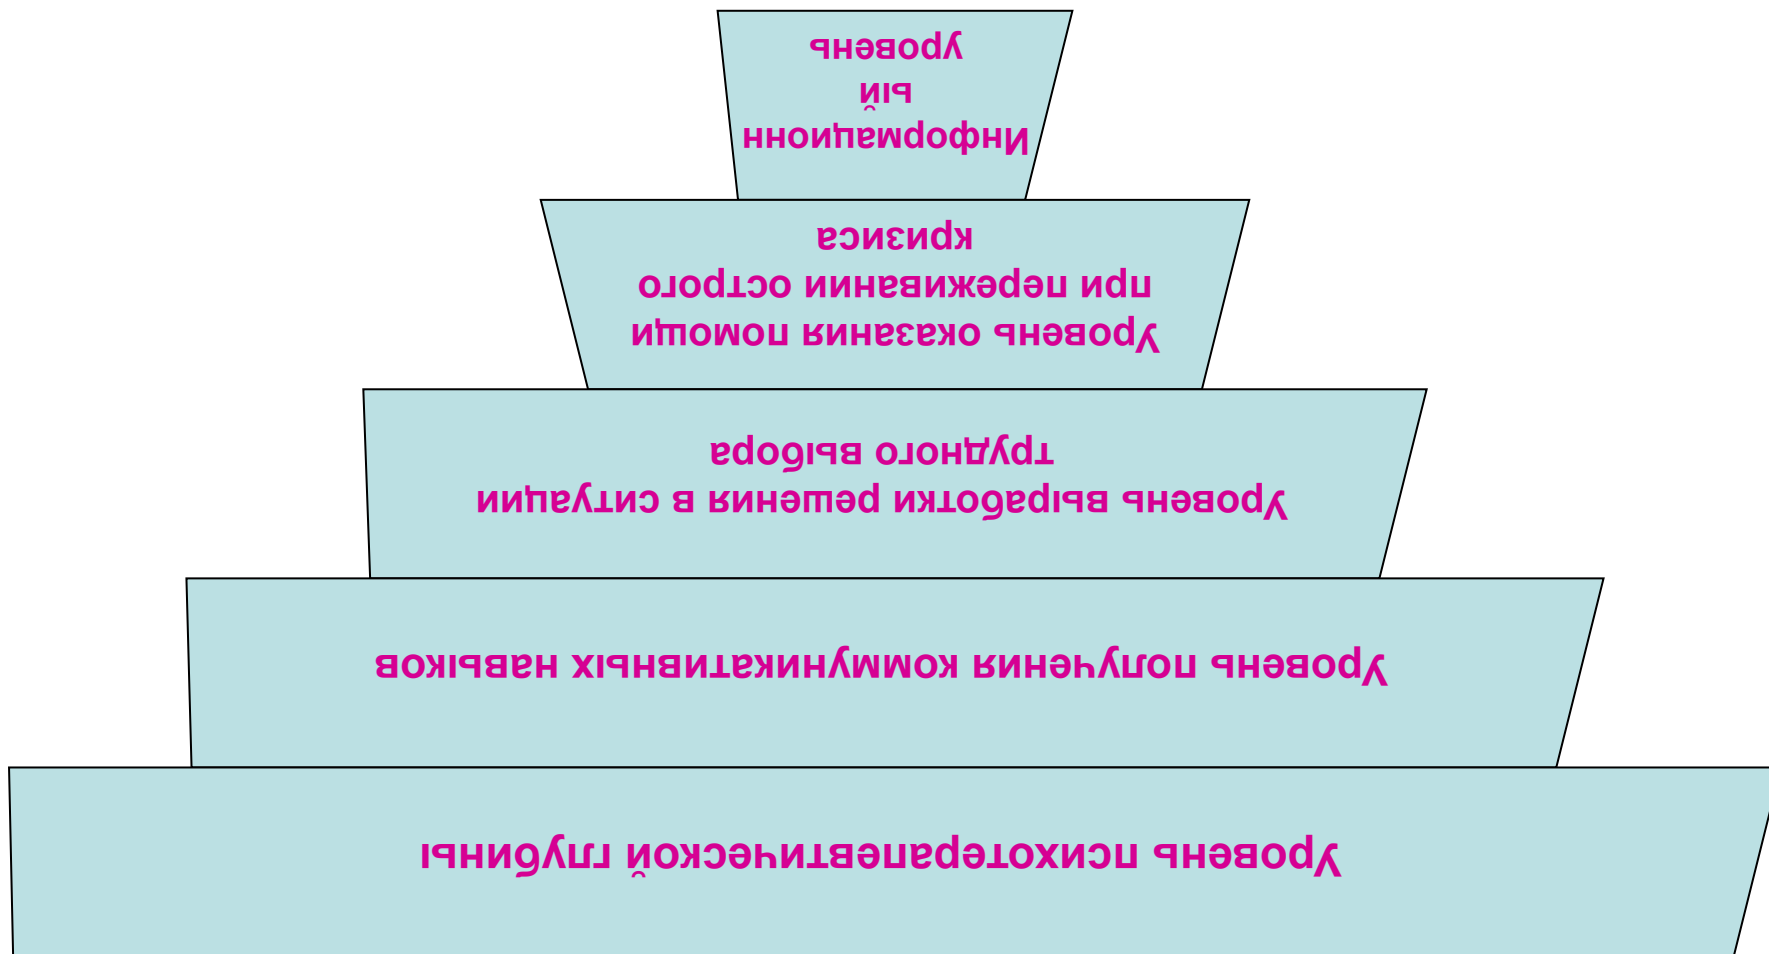 Уровень психотерапевтической глубины
Уровень получения коммуникативных навыков
Уровень выработки решения в ситуации
трудного выбора
Уровень оказания помощи
при переживании острого
кризиса
Информационн
ый
уровень